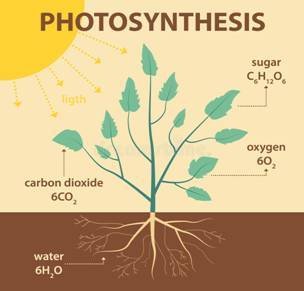 PHOTOSYNTHESIS
ligth
sugar
C₆H₁₂O₆
oxygen
6O₂
carbon dioxide
6CO₂
water
6H₂O